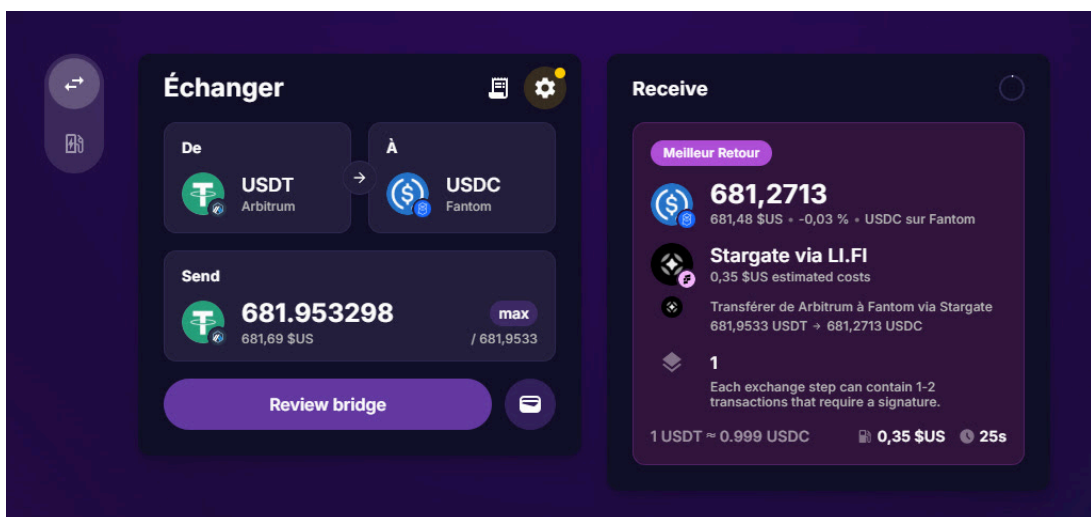 Échanger
De
USDT
Arbitrum
À
USDC
Fantom
Send
681.953298
681,69 $US
max
/ 681,9533
Review bridge
Receive
Meilleur Retour
681,2713
681,48 $US • -0,03 % • USDC sur Fantom
Stargate via LI.FI
0,35 $US estimated costs
Transférer de Arbitrum à Fantom via Stargate
681,9533 USDT → 681,2713 USDC
1
Each exchange step can contain 1-2
transactions that require a signature.
1 USDT ≈ 0.999 USDC 0,35 $US 25s